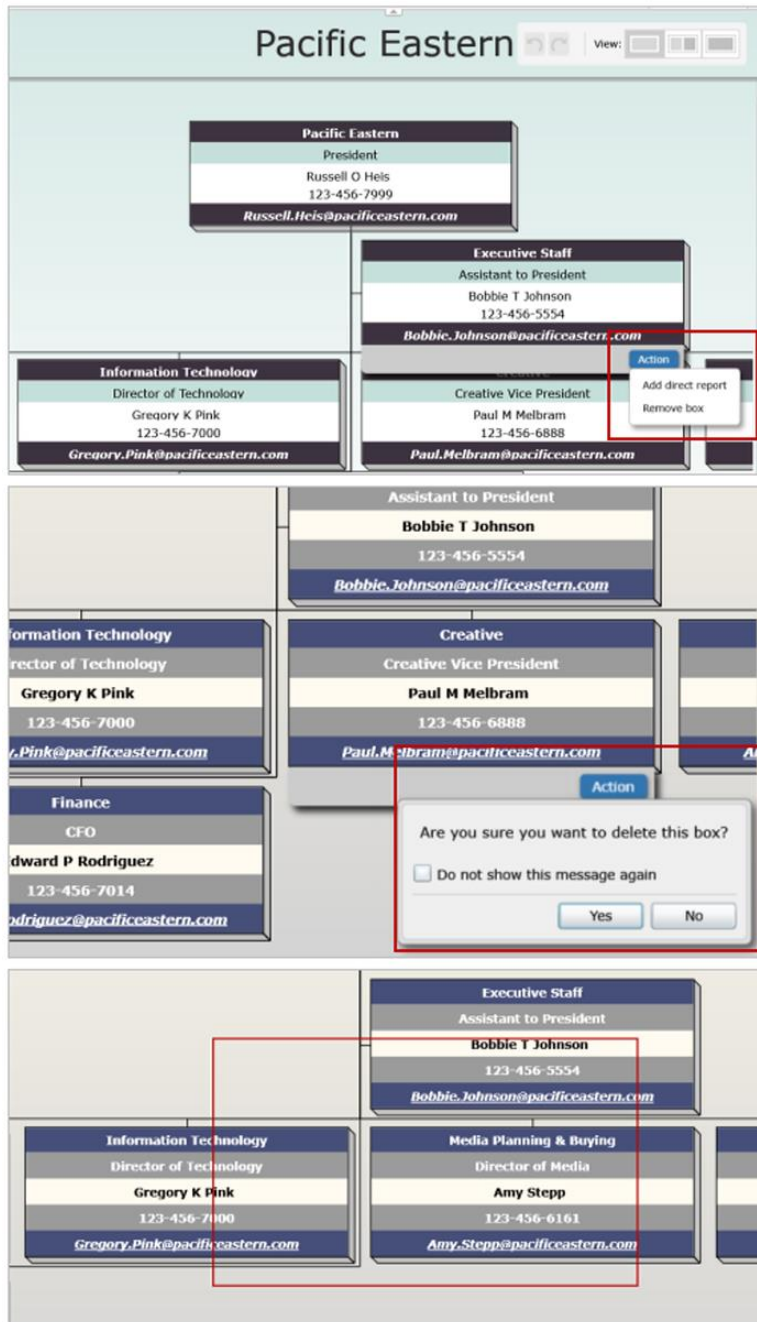 Pacific Eastern
View:
Pacific Eastern
President
Russell O Heis
123-456-7999
Russell.Heis@pacificeastern.com
Executive Staff
Assistant to President
Bobbie T Johnson
123-456-5554
Bobbie.Johnson@pacificeastern.com
Action
Add direct report
Remove box
Information Technology
Director of Technology
Gregory K Pink
123-456-7000
Gregory.Pink@pacificeastern.com
Creative
Creative Vice President
Paul M Melbram
123-456-6888
Paul.Melbram@pacificeastern.com
Assistant to President
Bobbie T Johnson
123-456-5554
Bobbie.Johnson@pacificeastern.com
formation Technology
rector of Technology
Gregory K Pink
123-456-7000
y.Pink@pacificeastern.com
Creative
Creative Vice President
Paul M Melbram
123-456-6888
Paul.Melbram@pacificeastern.com
Finance
CFO
dward P Rodriguez
123-456-7014
odriguez@pacificeastern.com
Action
Are you sure you want to delete this box?
Do not show this message again
Yes No
Executive Staff
Assistant to President
Bobbie T Johnson
123-456-5554
Bobbie.Johnson@pacificeastern.com
Information Technology
Director of Technology
Gregory K Pink
123-456-7000
Gregory.Pink@pacificeastern.com
Media Planning & Buying
Director of Media
Amy Stepp
123-456-6161
Amy.Stepp@pacificeastern.com